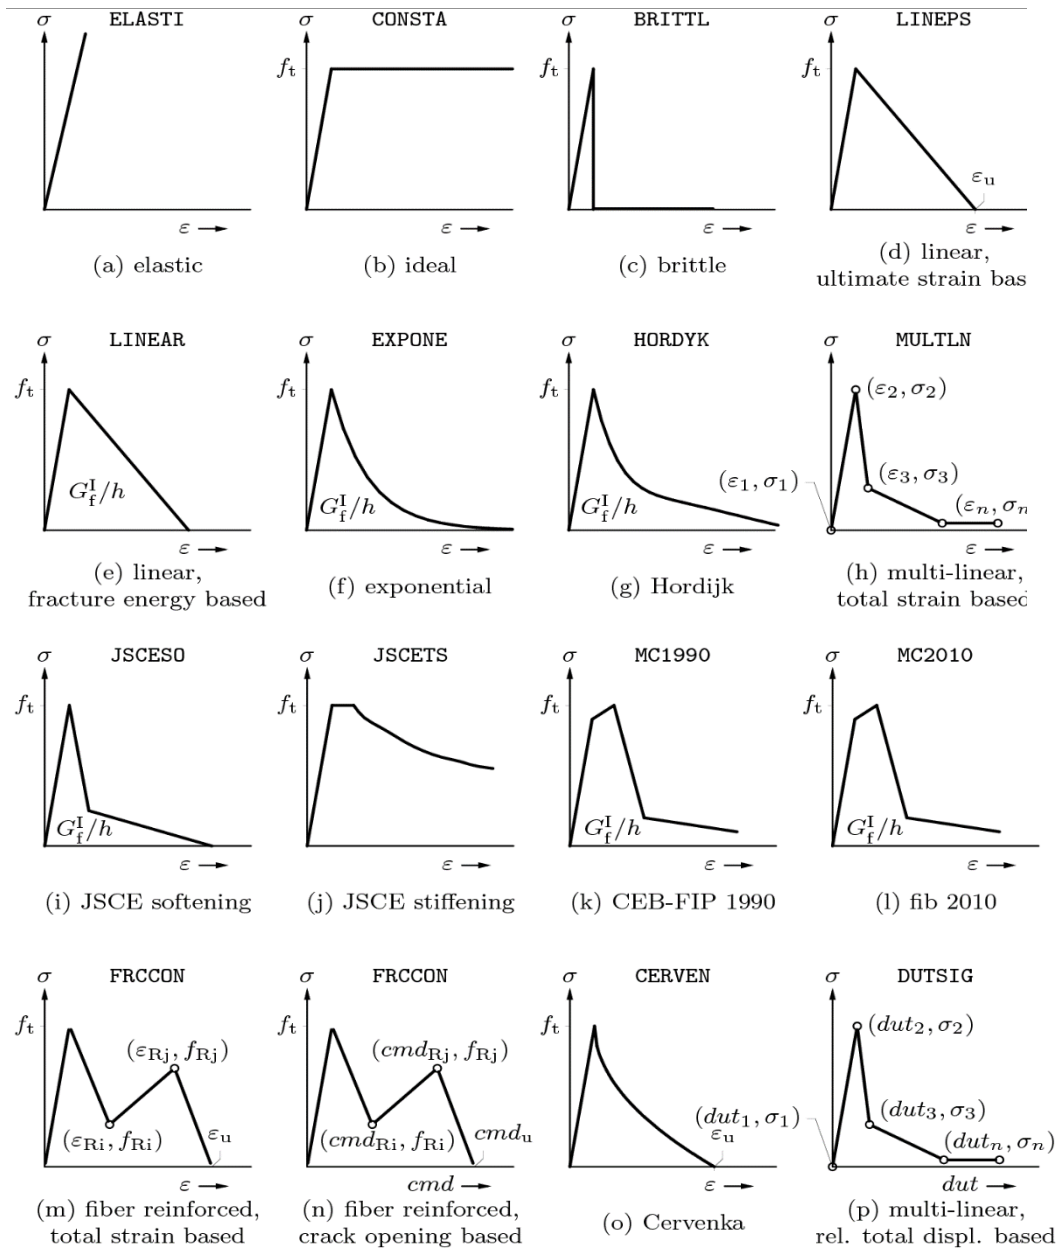 σ ELASTI
ε
(a) elastic
σ CONSTA
f_t
ε
(b) ideal
σ BRITTL
f_t
ε
(c) brittle
σ LINEPS
f_t
ε_u
ε
(d) linear,
ultimate strain bas
σ LINEAR
f_t
G_f^I/h
ε
(e) linear,
fracture energy based
σ EXPONE
f_t
G_f^I/h
ε
(f) exponential
σ HORDYK
f_t
G_f^I/h
ε
(g) Hordijk
σ MULTLN
(ε_2, σ_2)
(ε_3, σ_3)
(ε_1, σ_1)
(ε_n, σ_n
ε
(h) multi-linear,
total strain based
σ JSCESO
f_t
G_f^I/h
ε
(i) JSCE softening
σ JSCETS
f_t
ε
(j) JSCE stiffening
σ MC1990
f_t
G_f^I/h
ε
(k) CEB-FIP 1990
σ MC2010
f_t
G_f^I/h
ε
(l) fib 2010
σ FRCCON
f_t
(ε_Rj, f_Rj)
(ε_Ri, f_Ri)
ε_u
ε
(m) fiber reinforced,
total strain based
σ FRCCON
f_t
(cmd_Rj, f_Rj)
(cmd_Ri, f_Ri)
cmd_u
cmd
(n) fiber reinforced,
crack opening based
σ CERVEN
f_t
ε_u
ε
(o) Cervenka
σ DUTSIG
(dut_2, σ_2)
(dut_3, σ_3)
(dut_1, σ_1)
(dut_n, σ_n)
dut
(p) multi-linear,
rel. total displ. based